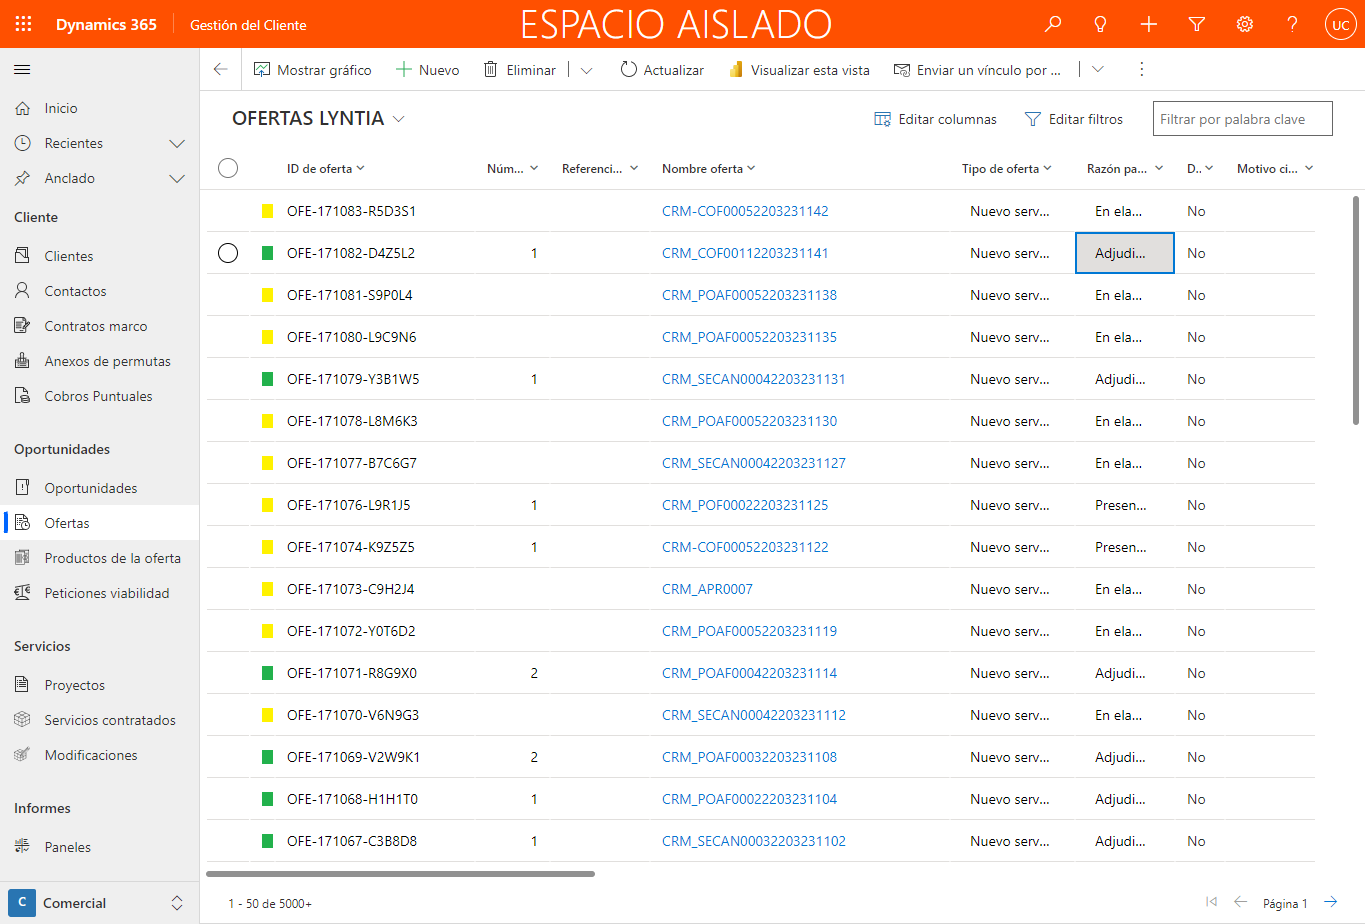 Dynamics 365 Gestión del Cliente ESPACIO AISLADO UC
Mostrar gráfico Nuevo Eliminar Actualizar Visualizar esta vista Enviar un vínculo por ...
Inicio
Recientes
Anclado
Cliente
Clientes
Contactos
Contratos marco
Anexos de permutas
Cobros Puntuales
Oportunidades
Oportunidades
Ofertas
Productos de la oferta
Peticiones viabilidad
Servicios
Proyectos
Servicios contratados
Modificaciones
Informes
Paneles
C Comercial
OFERTAS LYNTIA Editar columnas Editar filtros Filtrar por palabra clave
ID de oferta Núm... Referenci... Nombre oferta Tipo de oferta Razón pa... D.. Motivo ci...
OFE-171083-R5D3S1 CRM-COF00052203231142 Nuevo serv... En ela... No
OFE-171082-D4Z5L2 1 CRM_COF00112203231141 Nuevo serv... Adjudi... No
OFE-171081-S9P0L4 CRM_POAF00052203231138 Nuevo serv... En ela... No
OFE-171080-L9C9N6 CRM_POAF00052203231135 Nuevo serv... En ela... No
OFE-171079-Y3B1W5 1 CRM_SECAN00042203231131 Nuevo serv... Adjudi... No
OFE-171078-L8M6K3 CRM_POAF00052203231130 Nuevo serv... En ela... No
OFE-171077-B7C6G7 CRM_SECAN00042203231127 Nuevo serv... En ela... No
OFE-171076-L9R1J5 1 CRM_POF00022203231125 Nuevo serv... Presen... No
OFE-171074-K9Z5Z5 1 CRM-COF00052203231122 Nuevo serv... Presen... No
OFE-171073-C9H2J4 CRM_APR0007 Nuevo serv... En ela... No
OFE-171072-Y0T6D2 CRM_POAF00052203231119 Nuevo serv... En ela... No
OFE-171071-R8G9X0 2 CRM_POAF00042203231114 Nuevo serv... Adjudi... No
OFE-171070-V6N9G3 CRM_SECAN00042203231112 Nuevo serv... En ela... No
OFE-171069-V2W9K1 2 CRM_POAF00032203231108 Nuevo serv... Adjudi... No
OFE-171068-H1H1T0 1 CRM_POAF00022203231104 Nuevo serv... Adjudi... No
OFE-171067-C3B8D8 1 CRM_SECAN00032203231102 Nuevo serv... Adjudi... No
1 - 50 de 5000+ Página 1